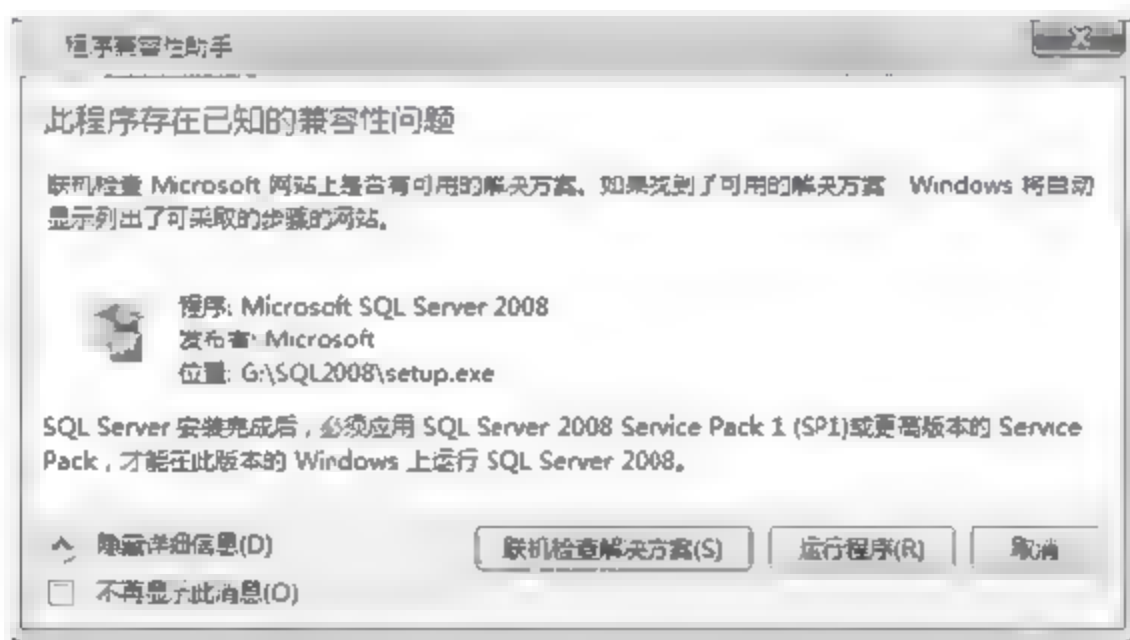 程序兼容性助手
此程序存在已知的兼容性问题
联机检查 Microsoft 网站上是否有可用的解决方案。如果找到了可用的解决方案 Windows 将自动
显示列出了可采取的步骤的网站。
程序: Microsoft SQL Server 2008
发布者: Microsoft
位置: G:\SQL2008\setup.exe
SQL Server 安装完成后，必须应用 SQL Server 2008 Service Pack 1 (SP1)或更高版本的 Service
Pack，才能在此版本的 Windows 上运行 SQL Server 2008。
隐藏详细信息(D)
联机检查解决方案(S)
运行程序(R)
取消
不再显示此消息(O)